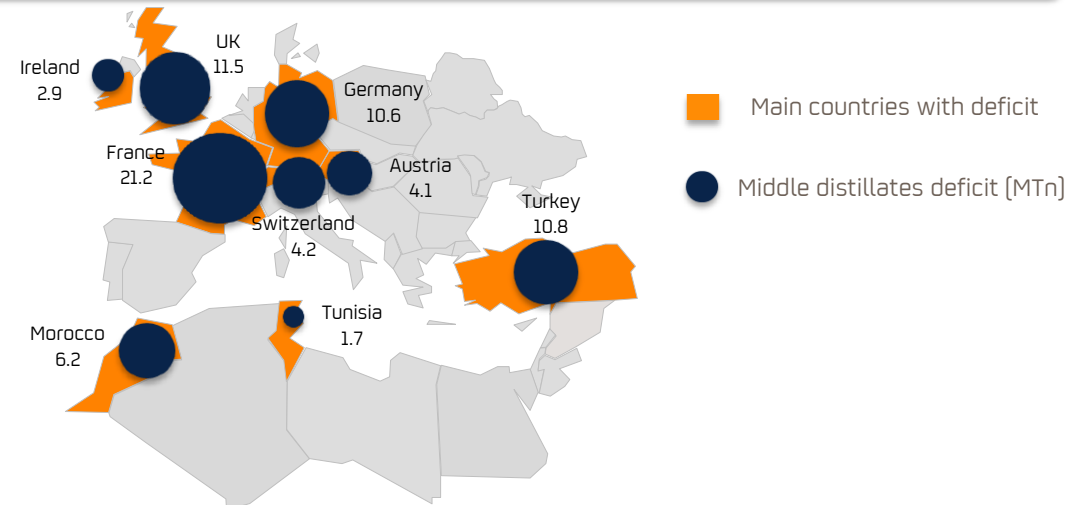 UK
11.5
Ireland
2.9
Germany
10.6
Main countries with deficit
France
21.2
Austria
4.1
Middle distillates deficit (MTn)
Switzerland
4.2
Turkey
10.8
Tunisia
1.7
Morocco
6.2